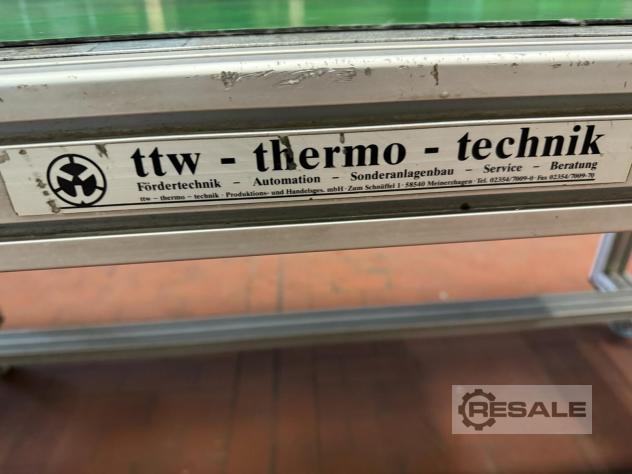 ttw - thermo - technik
Fördertechnik – Automation – Sonderanlagenbau – Service – Beratung
ttw - thermo - technik · Produktions- und Handelsges. mbH · Zum Schnüffel 1 · 58540 Meinerzhagen · Tel. 02354/7009-0 · Fax 02354/7009-70
RESALE